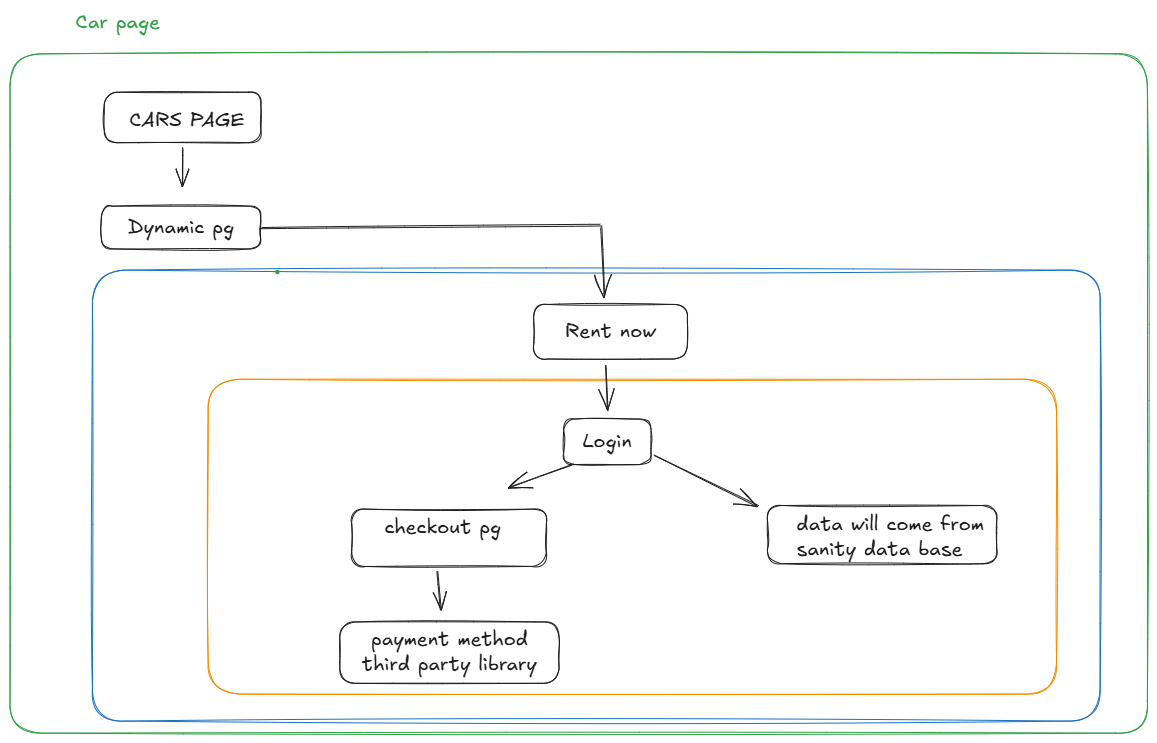 Car page
CARS PAGE
Dynamic pg
Rent now
Login
checkout pg
data will come from
sanity data base
payment method
third party library